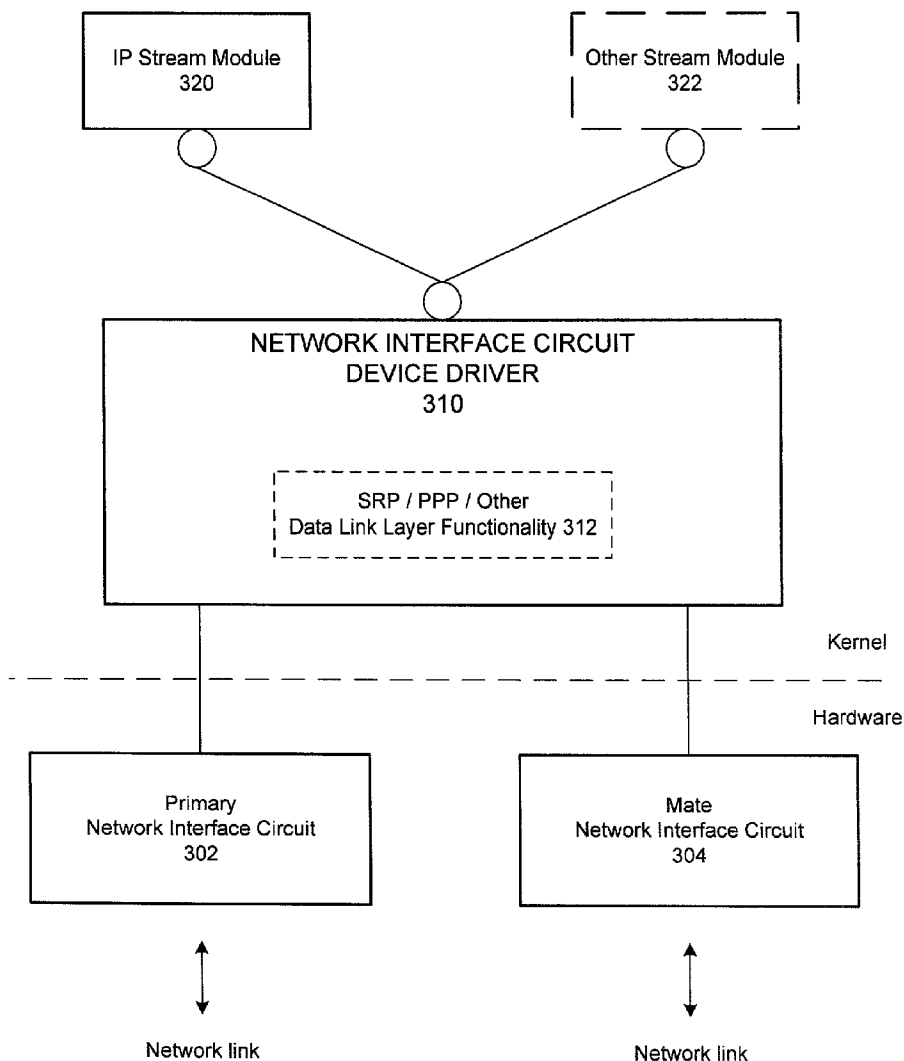 IP Stream Module
320
Other Stream Module
322
NETWORK INTERFACE CIRCUIT
DEVICE DRIVER
310
SRP / PPP / Other
Data Link Layer Functionality 312
Kernel
Hardware
Primary
Network Interface Circuit
302
Mate
Network Interface Circuit
304
Network link
Network link